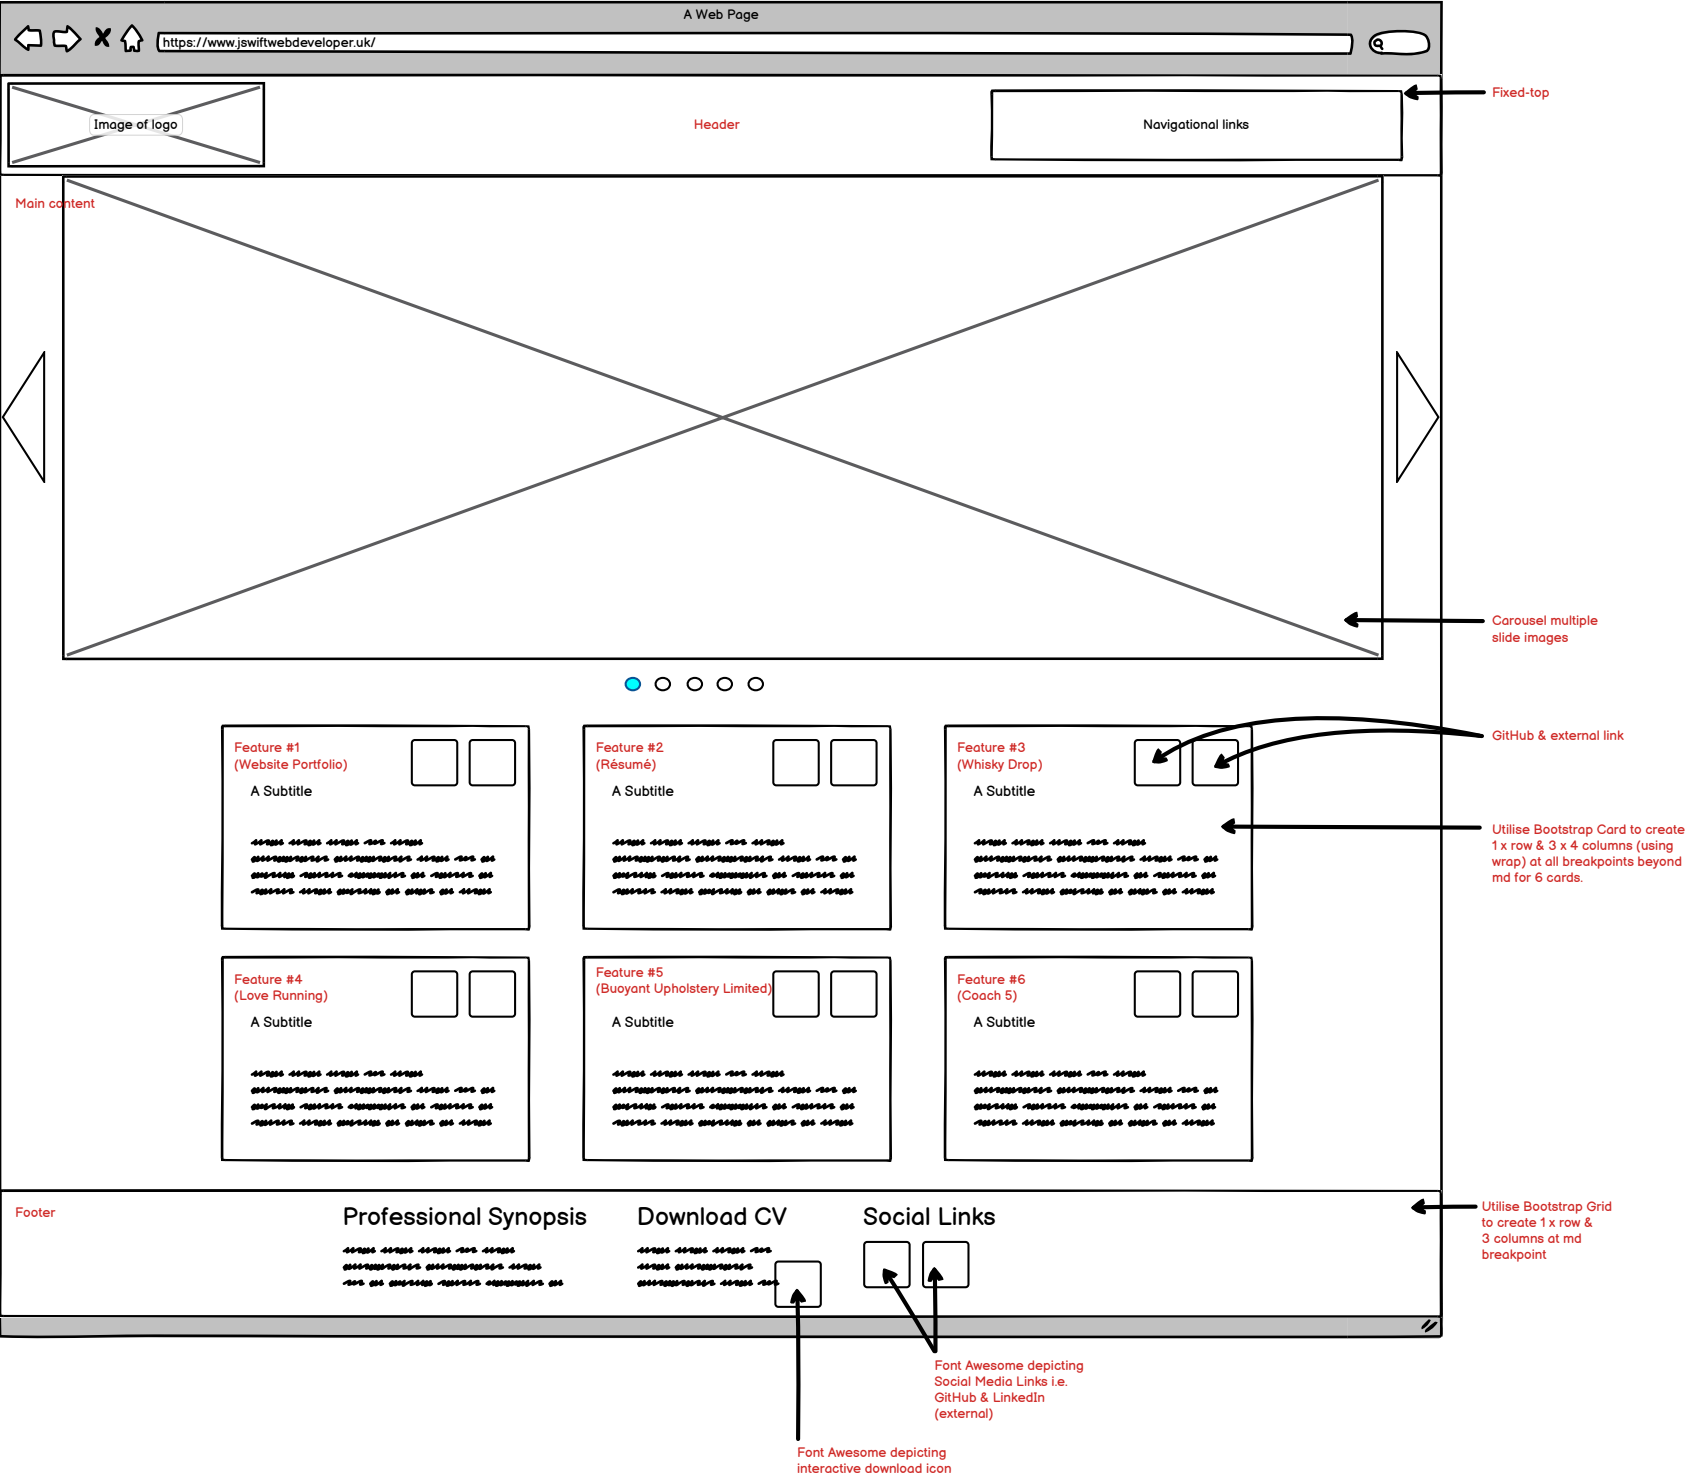 A Web Page
https://www.jswiftwebdeveloper.uk/
Fixed-top
Image of logo
Header
Navigational links
Main content
Carousel multiple
slide images
Feature #1
(Website Portfolio)
A Subtitle
Feature #2
(Résumé)
A Subtitle
Feature #3
(Whisky Drop)
A Subtitle
GitHub & external link
Utilise Bootstrap Card to create
1 x row & 3 x 4 columns (using
wrap) at all breakpoints beyond
md for 6 cards.
Feature #4
(Love Running)
A Subtitle
Feature #5
(Buoyant Upholstery Limited)
A Subtitle
Feature #6
(Coach 5)
A Subtitle
Footer
Professional Synopsis
Download CV
Social Links
Utilise Bootstrap Grid
to create 1 x row &
3 columns at md
breakpoint
Font Awesome depicting
Social Media Links i.e.
GitHub & LinkedIn
(external)
Font Awesome depicting
interactive download icon